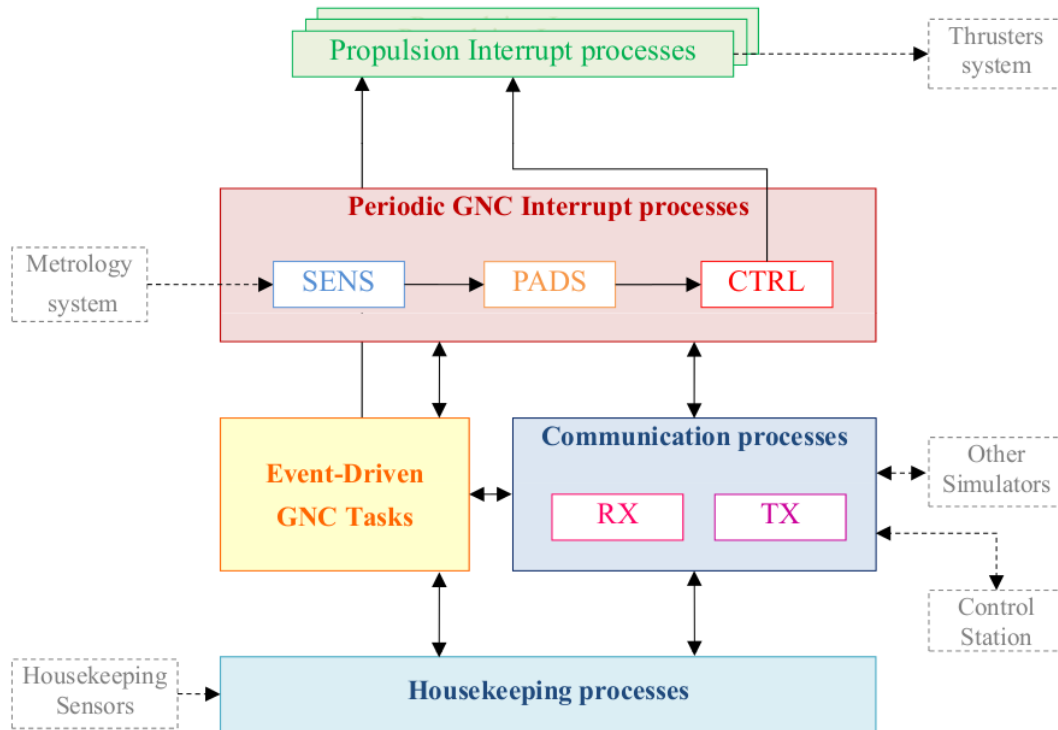 Propulsion Interrupt processes
Thrusters
system
Periodic GNC Interrupt processes
Metrology
system
SENS
PADS
CTRL
Event-Driven
GNC Tasks
Communication processes
RX
TX
Other
Simulators
Control
Station
Housekeeping
Sensors
Housekeeping processes